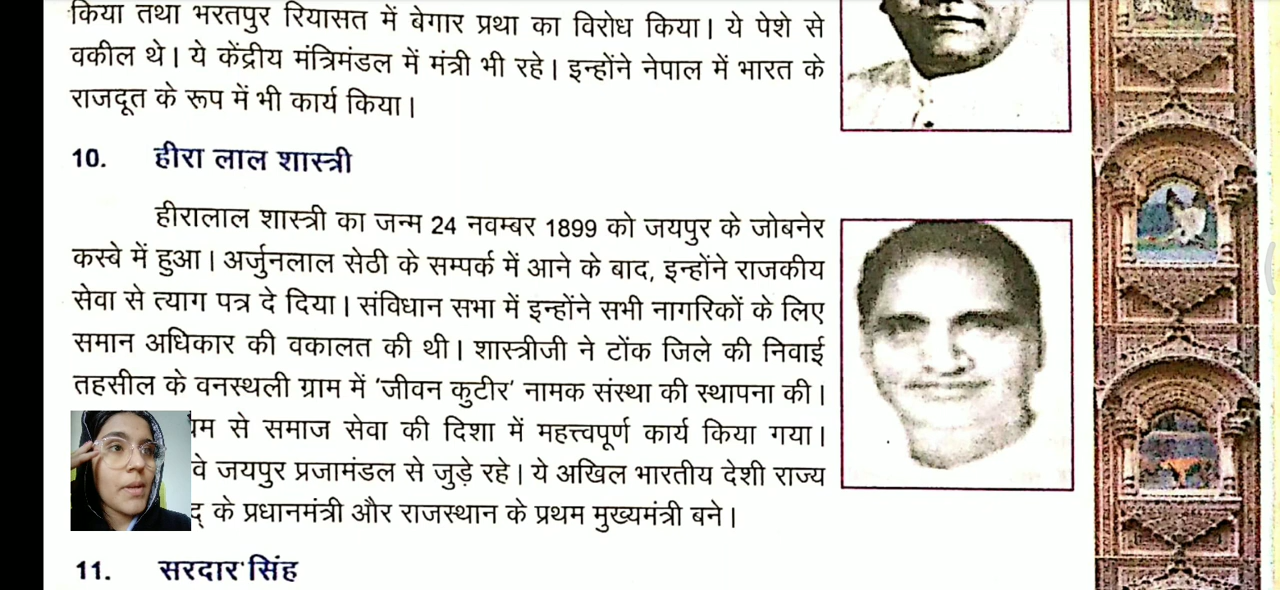 किया तथा भरतपुर रियासत में बेगार प्रथा का विरोध किया। ये पेशे से
वकील थे। ये केंद्रीय मंत्रिमंडल में मंत्री भी रहे। इन्होंने नेपाल में भारत के
राजदूत के रूप में भी कार्य किया।
10. हीरा लाल शास्त्री
हीरालाल शास्त्री का जन्म 24 नवम्बर 1899 को जयपुर के जोबनेर
कस्बे में हुआ। अर्जुनलाल सेठी के सम्पर्क में आने के बाद, इन्होंने राजकीय
सेवा से त्याग पत्र दे दिया। संविधान सभा में इन्होंने सभी नागरिकों के लिए
समान अधिकार की वकालत की थी। शास्त्रीजी ने टोंक जिले की निवाई
तहसील के वनस्थली ग्राम में 'जीवन कुटीर' नामक संस्था की स्थापना की।
से समाज सेवा की दिशा में महत्त्वपूर्ण कार्य किया गया।
वे जयपुर प्रजामंडल से जुड़े रहे। ये अखिल भारतीय देशी राज्य
के प्रधानमंत्री और राजस्थान के प्रथम मुख्यमंत्री बने।
11. सरदार सिंह